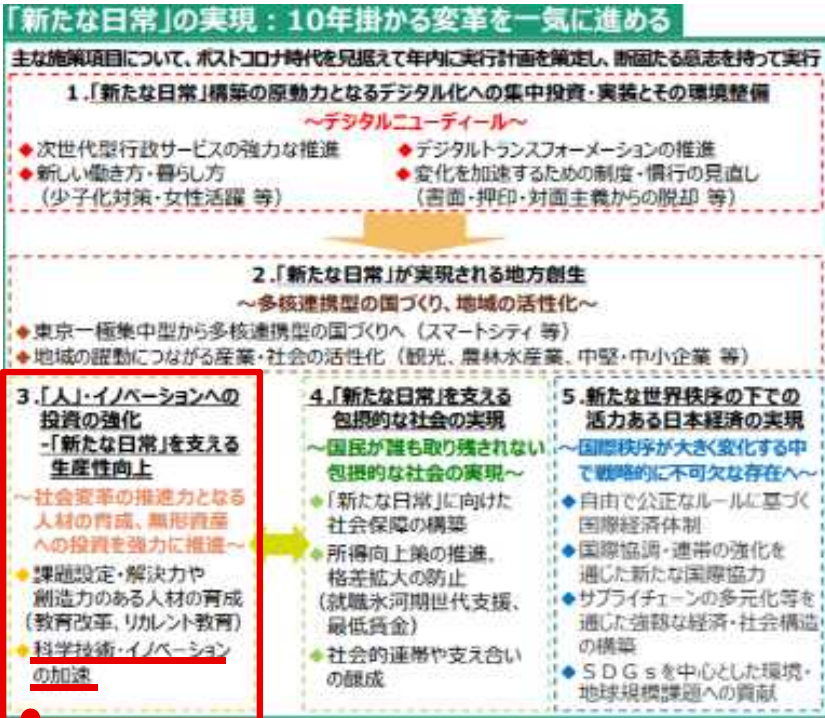 「新たな日常」の実現：10年掛かる変革を一気に進める
主な施策項目について、ポストコロナ時代を見据えて年内に実行計画を策定し、断固たる意志を持って実行
1.「新たな日常」構築の原動力となるデジタル化への集中投資・実装とその環境整備
～デジタルニューディール～
◆次世代型行政サービスの強力な推進
◆新しい働き方・暮らし方
（少子化対策・女性活躍 等）
◆デジタルトランスフォーメーションの推進
◆変化を加速するための制度・慣行の見直し
（書面・押印・対面主義からの脱却 等）
2.「新たな日常」が実現される地方創生
～多核連携型の国づくり、地域の活性化～
◆東京一極集中型から多核連携型の国づくりへ（スマートシティ 等）
◆地域の躍動につながる産業・社会の活性化（観光、農林水産業、中堅・中小企業 等）
3.「人」・イノベーションへの
投資の強化
-「新たな日常」を支える
生産性向上
～社会変革の推進力となる
人材の育成、無形資産
への投資を強力に推進～
◆課題設定・解決力や
創造力のある人材の育成
（教育改革、リカレント教育）
◆科学技術・イノベーション
の加速
4.「新たな日常」を支える
包摂的な社会の実現
～国民が誰も取り残されない
包摂的な社会の実現～
◆「新たな日常」に向けた
社会保障の構築
◆所得向上策の推進、
格差拡大の防止
（就職氷河期世代支援、
最低賃金）
◆社会的連帯や支え合い
の醸成
5.新たな世界秩序の下での
活力ある日本経済の実現
～国際秩序が大きく変化する中
で戦略的に不可欠な存在へ～
◆自由で公正なルールに基づく
国際経済体制
◆国際協調・連帯の強化を
通じた新たな国際協力
◆サプライチェーンの多元化等を
通じた強靱な経済・社会構造
の構築
◆SDGsを中心とした環境・
地球規模課題への貢献